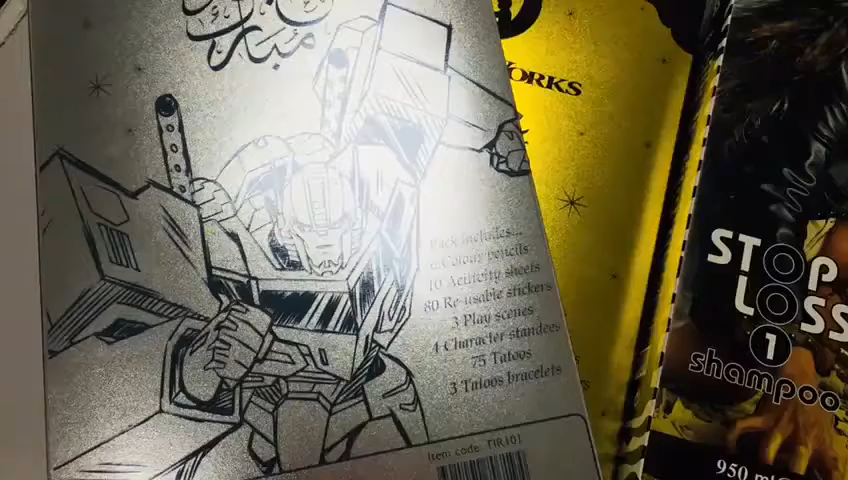 مبارك
ORKS
Pack includes...
Colour pencils
10 Activity sheets
80 Re-usable stickers
3 Play scenes
4 Character standees
75 Tatoos
3 Tatoos bracelets
Item code: TIR101
STOP
LOSS
1
shampoo
950 ml